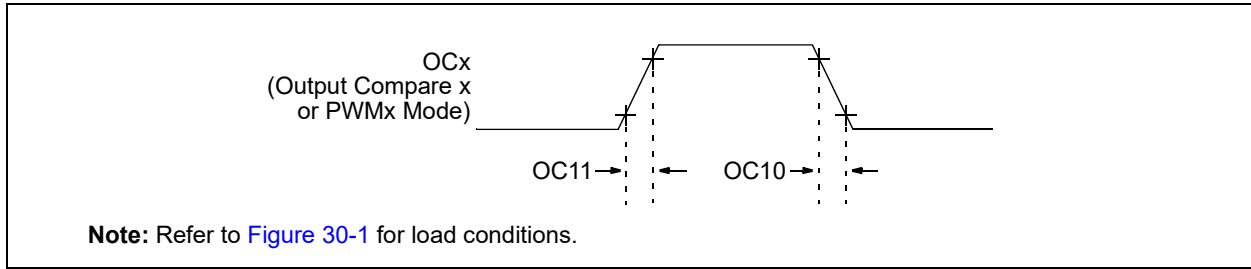 OCx
(Output Compare x
or PWMx Mode)
OC11
OC10
Note: Refer to Figure 30-1 for load conditions.